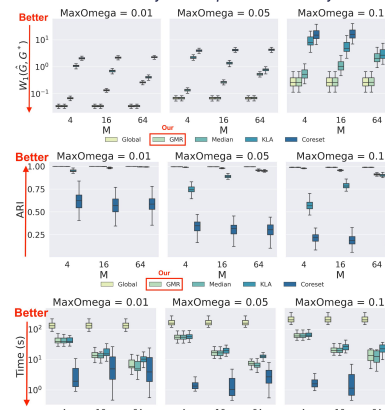 MaxOmega = 0.01 MaxOmega = 0.05 MaxOmega = 0.1
Better
W₁(Ĝ, G*)
10¹
10⁰
10⁻¹
4 16 64 4 16 64 4 16 64
M M M
Our
Global GMR Median KLA Coreset
Better
MaxOmega = 0.01 MaxOmega = 0.05 MaxOmega = 0.1
ARI
1.00
0.75
0.50
0.25
4 16 64 4 16 64 4 16 64
M M M
Our
Global GMR Median KLA Coreset
Better
MaxOmega = 0.01 MaxOmega = 0.05 MaxOmega = 0.1
Time (s)
10²
10¹
10⁰